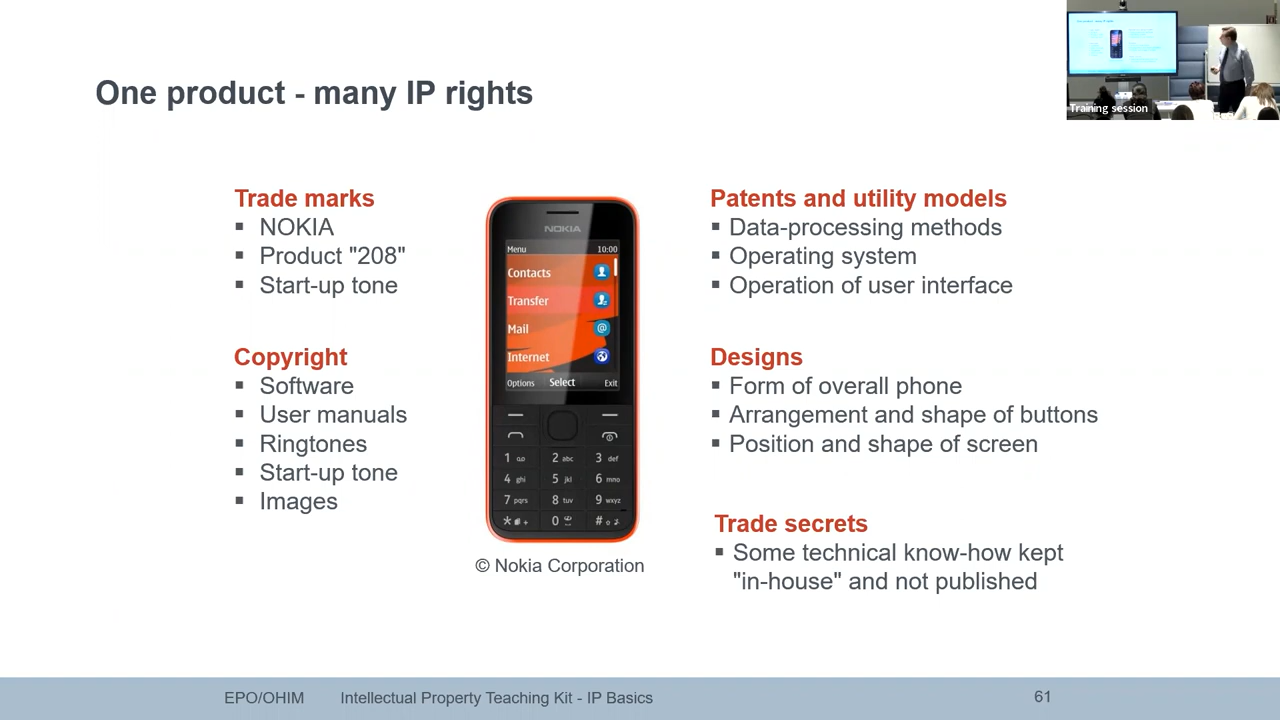 One product - many IP rights
Training session
Trade marks
▪ NOKIA
▪ Product "208"
▪ Start-up tone
Copyright
▪ Software
▪ User manuals
▪ Ringtones
▪ Start-up tone
▪ Images
NOKIA
Menu 10:00
Contacts
Transfer
Mail
@
Internet
Options Select Exit
1 2 abc 3 def
4 ghi 5 jkl 6 mno
7 pqrs 8 tuv 9 wxyz
* + 0 #
© Nokia Corporation
Patents and utility models
▪ Data-processing methods
▪ Operating system
▪ Operation of user interface
Designs
▪ Form of overall phone
▪ Arrangement and shape of buttons
▪ Position and shape of screen
Trade secrets
▪ Some technical know-how kept
"in-house" and not published
EPO/OHIM Intellectual Property Teaching Kit - IP Basics 61